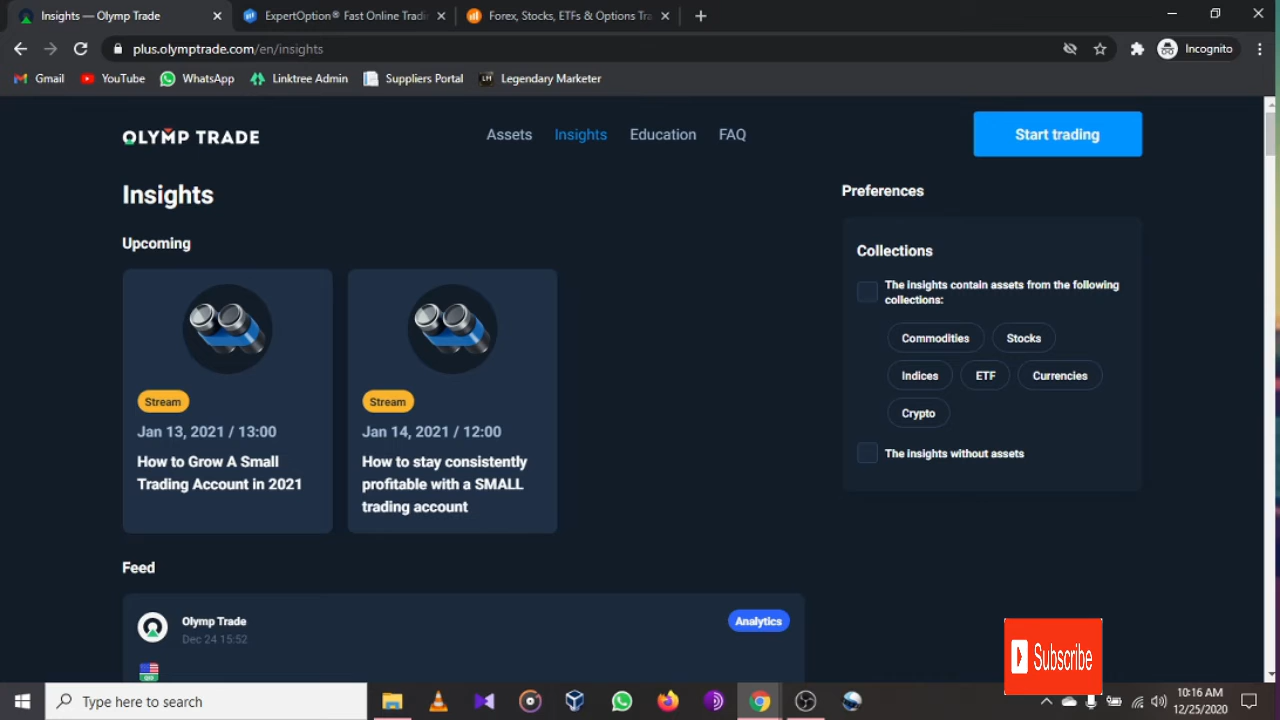 Insights — Olymp Trade
ExpertOption® Fast Online Tradi
Forex, Stocks, ETFs & Options Tra
plus.olymptrade.com/en/insights
Incognito
Gmail
YouTube
WhatsApp
Linktree Admin
Suppliers Portal
LM
Legendary Marketer
OLYMP TRADE
Assets
Insights
Education
FAQ
Start trading
Insights
Preferences
Upcoming
Collections
The insights contain assets from the following
collections:
Commodities
Stocks
Indices
ETF
Currencies
Crypto
The insights without assets
Stream
Jan 13, 2021 / 13:00
How to Grow A Small
Trading Account in 2021
Stream
Jan 14, 2021 / 12:00
How to stay consistently
profitable with a SMALL
trading account
Feed
Olymp Trade
Dec 24 15:52
Analytics
Subscribe
Type here to search
10:16 AM
12/25/2020